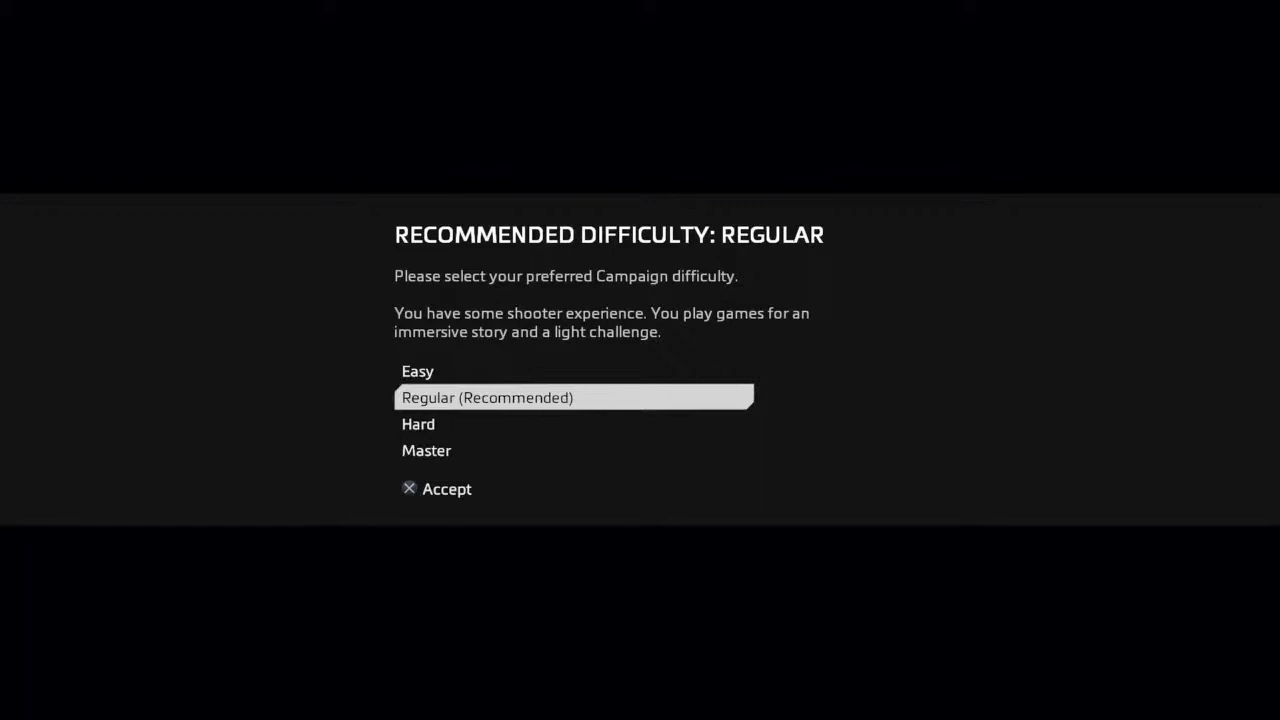 RECOMMENDED DIFFICULTY: REGULAR
Please select your preferred Campaign difficulty.
You have some shooter experience. You play games for an
immersive story and a light challenge.
Easy
Regular (Recommended)
Hard
Master
Accept